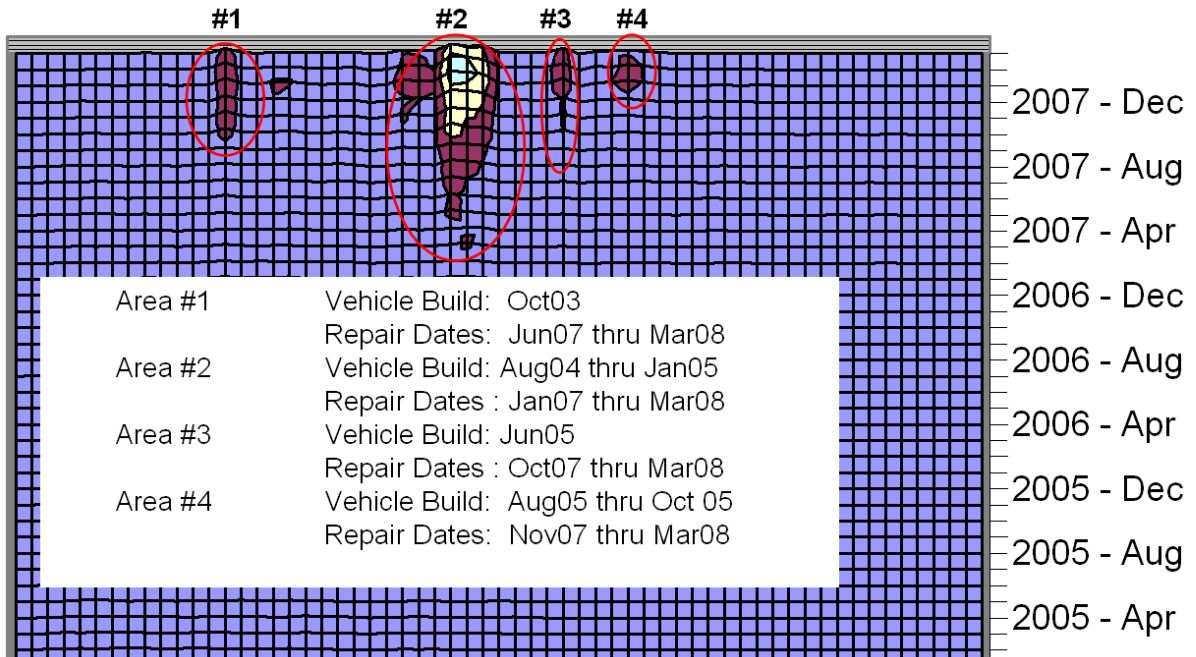 #1 #2 #3 #4
2007 - Dec
2007 - Aug
2007 - Apr
2006 - Dec
2006 - Aug
2006 - Apr
2005 - Dec
2005 - Aug
2005 - Apr
Area #1 Vehicle Build: Oct03
Repair Dates: Jun07 thru Mar08
Area #2 Vehicle Build: Aug04 thru Jan05
Repair Dates : Jan07 thru Mar08
Area #3 Vehicle Build: Jun05
Repair Dates : Oct07 thru Mar08
Area #4 Vehicle Build: Aug05 thru Oct 05
Repair Dates: Nov07 thru Mar08